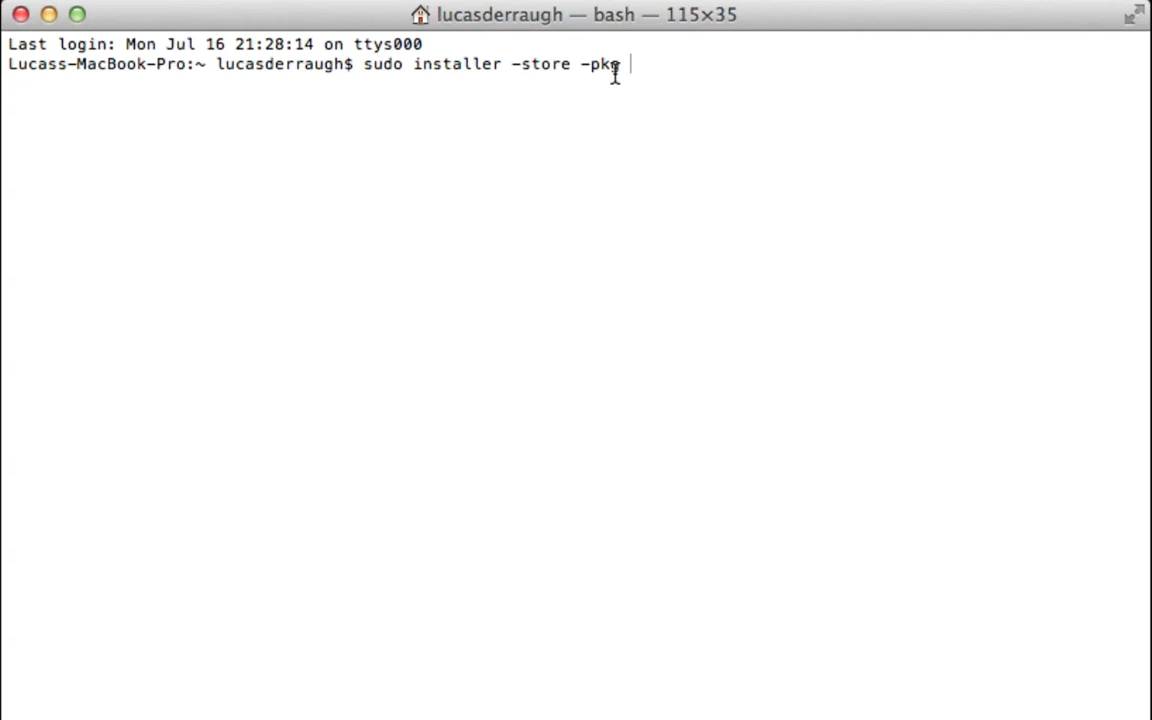 lucasderraugh — bash — 115×35
Last login: Mon Jul 16 21:28:14 on ttys000
Lucass-MacBook-Pro:~ lucasderraugh$ sudo installer -store -pkg